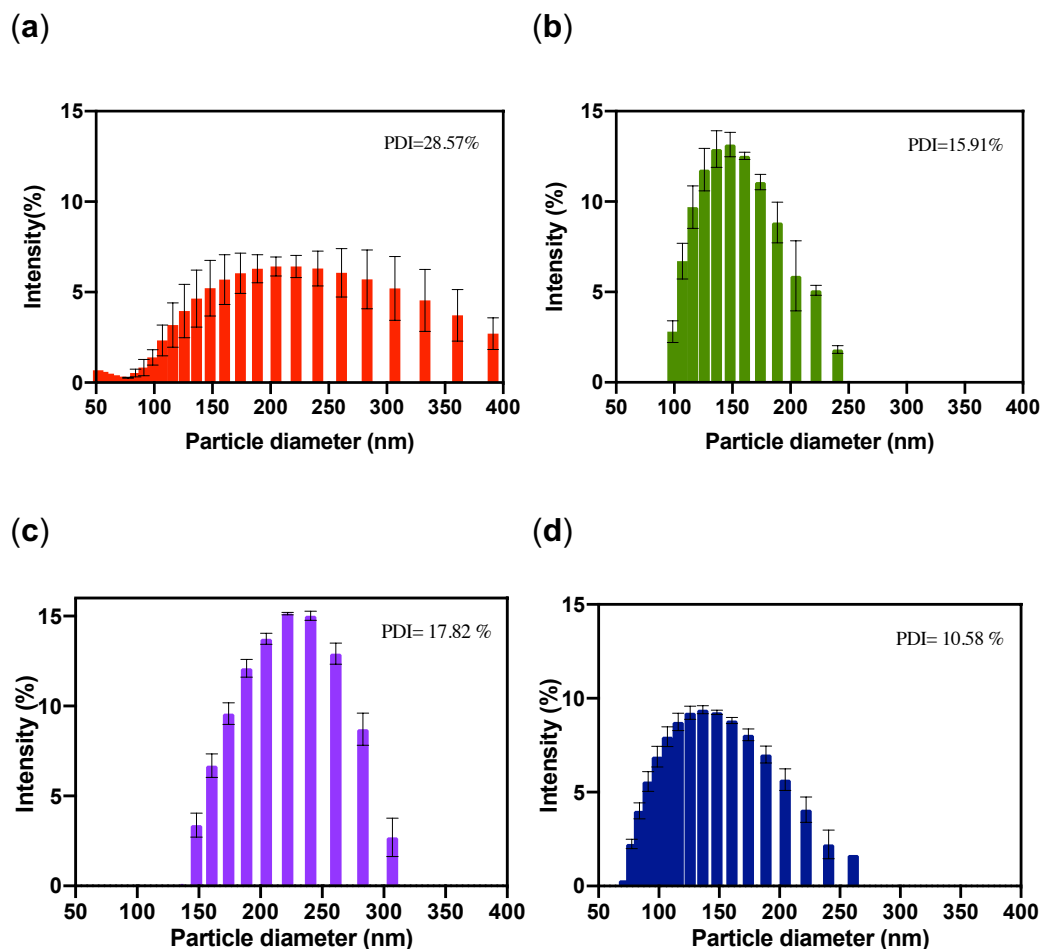 (a)
15
10
5
0
Intensity(%)
PDI=28.57%
50 100 150 200 250 300 350 400
Particle diameter (nm)
(b)
15
10
5
0
Intensity (%)
PDI=15.91%
50 100 150 200 250 300 350 400
Particle diameter (nm)
(c)
15
10
5
0
Intensity (%)
PDI= 17.82 %
50 100 150 200 250 300 350 400
Particle diameter (nm)
(d)
15
10
5
0
Intensity (%)
PDI= 10.58 %
50 100 150 200 250 300 350 400
Particle diameter (nm)